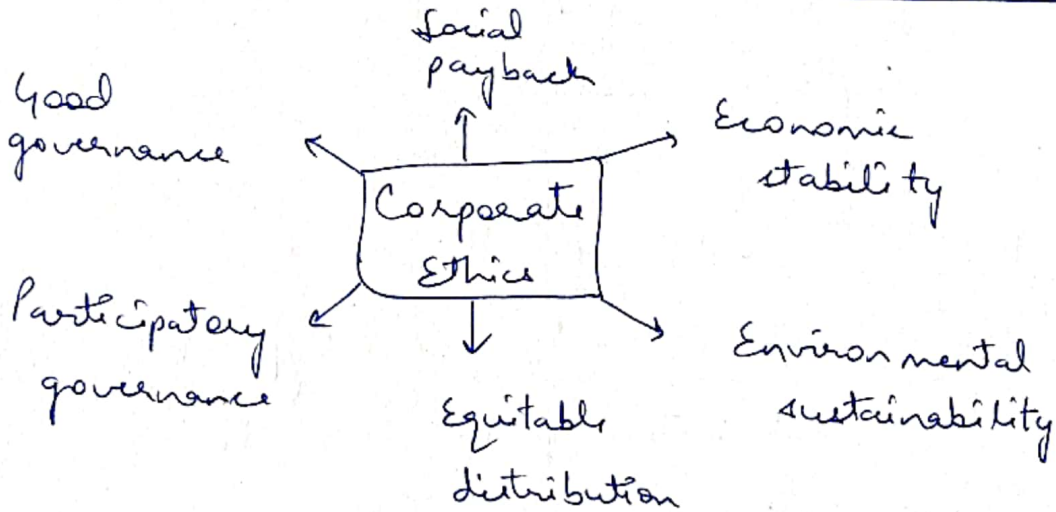 Social
payback
Good
governance
Economic
stability
Corporate
Ethics
Participatory
governance
Environmental
sustainability
Equitable
distribution